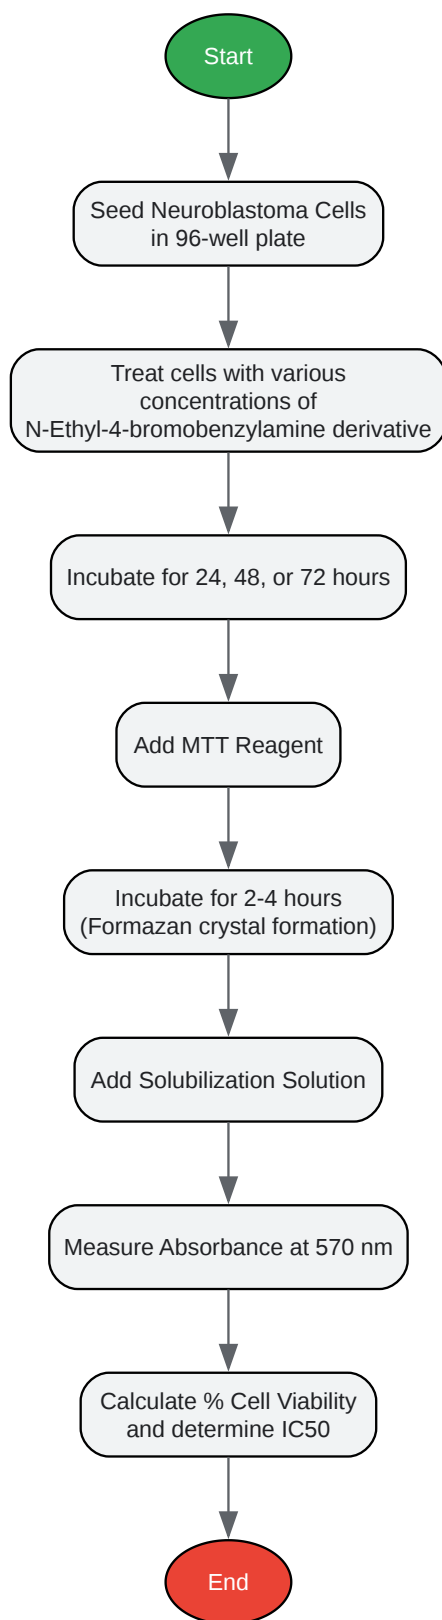 Start
Seed Neuroblastoma Cells
in 96-well plate
Treat cells with various
concentrations of
N-Ethyl-4-bromobenzylamine derivative
Incubate for 24, 48, or 72 hours
Add MTT Reagent
Incubate for 2-4 hours
(Formazan crystal formation)
Add Solubilization Solution
Measure Absorbance at 570 nm
Calculate % Cell Viability
and determine IC50
End